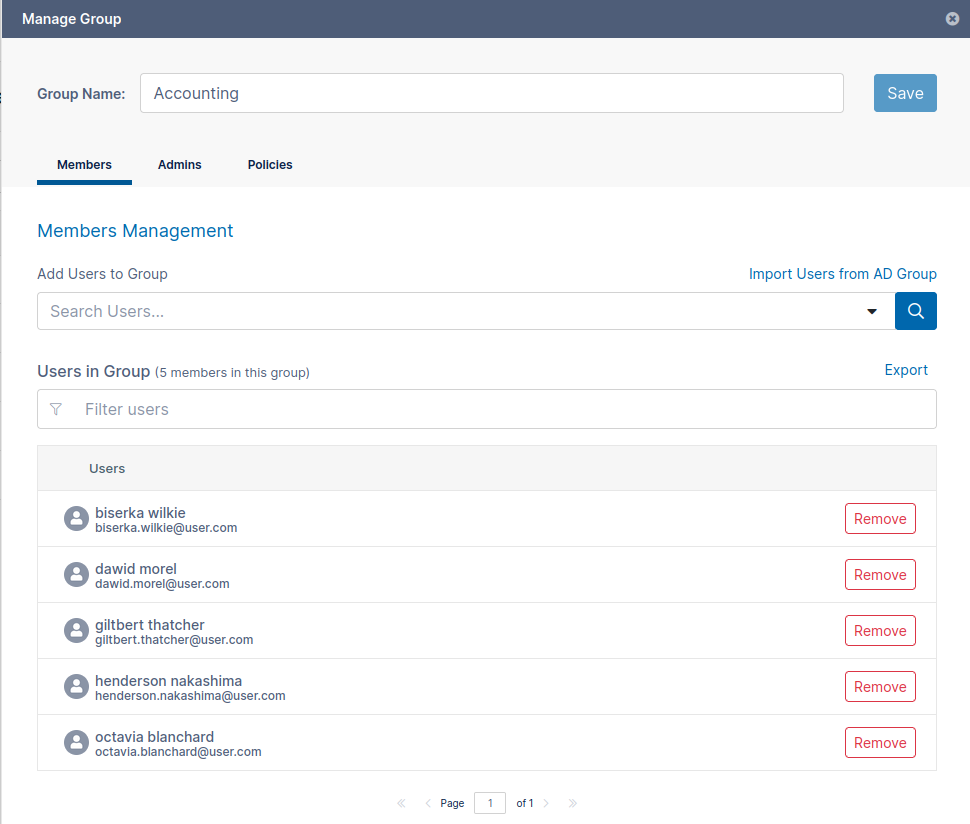 Manage Group
Group Name: Accounting Save
Members Admins Policies
Members Management
Add Users to Group Import Users from AD Group
Search Users...
Users in Group (5 members in this group) Export
Filter users
Users
biserka wilkie
biserka.wilkie@user.com
Remove
dawid morel
dawid.morel@user.com
Remove
giltbert thatcher
giltbert.thatcher@user.com
Remove
henderson nakashima
henderson.nakashima@user.com
Remove
octavia blanchard
octavia.blanchard@user.com
Remove
« ‹ Page 1 of 1 › »